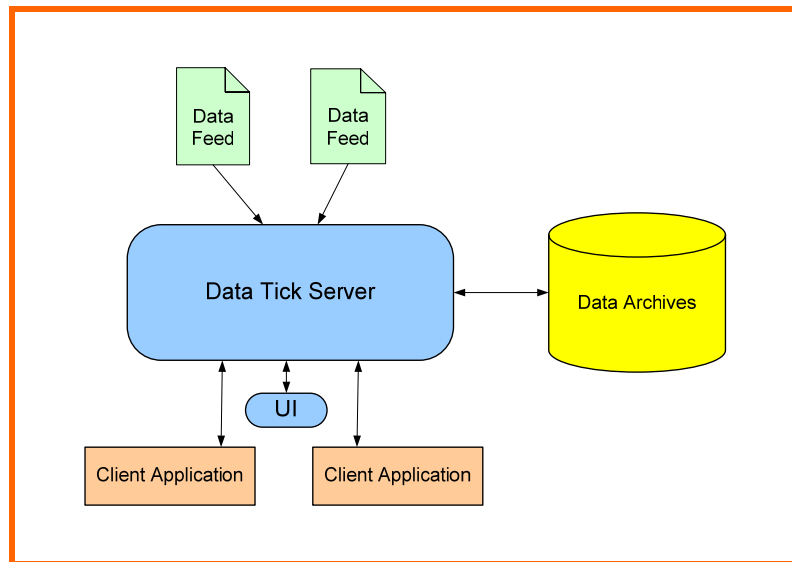 Data
Feed
Data
Feed
Data Tick Server
Data Archives
UI
Client Application
Client Application